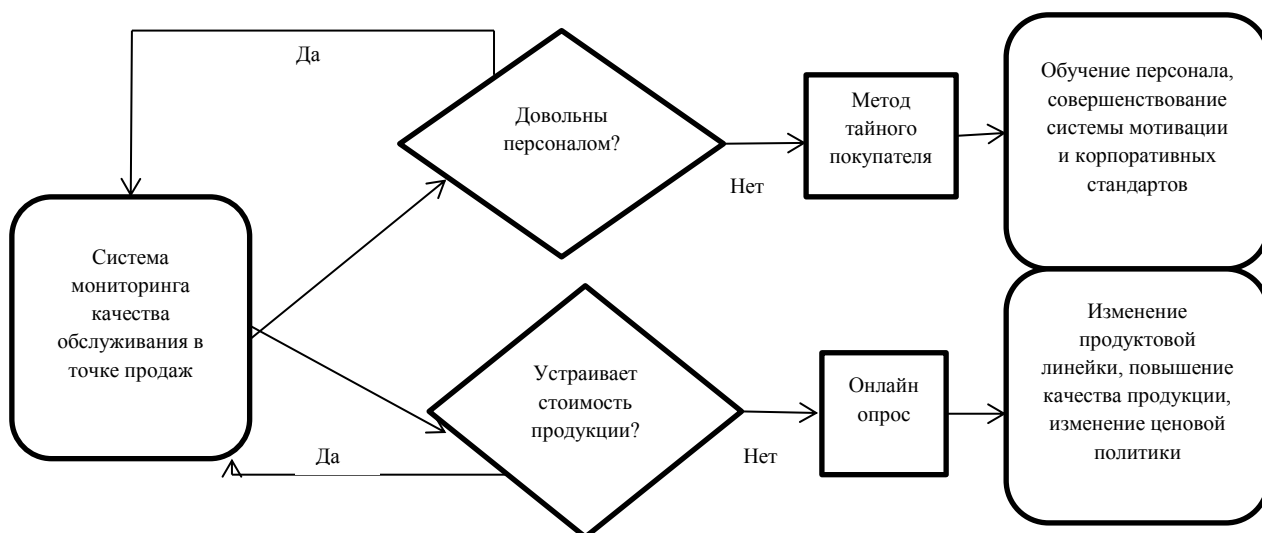 Да
Довольны
персоналом?
Нет
Метод
тайного
покупателя
Обучение персонала,
совершенствование
системы мотивации
и корпоративных
стандартов
Система
мониторинга
качества
обслуживания в
точке продаж
Устраивает
стоимость
продукции?
Да
Нет
Онлайн
опрос
Изменение
продуктовой
линейки, повышение
качества продукции,
изменение ценовой
политики